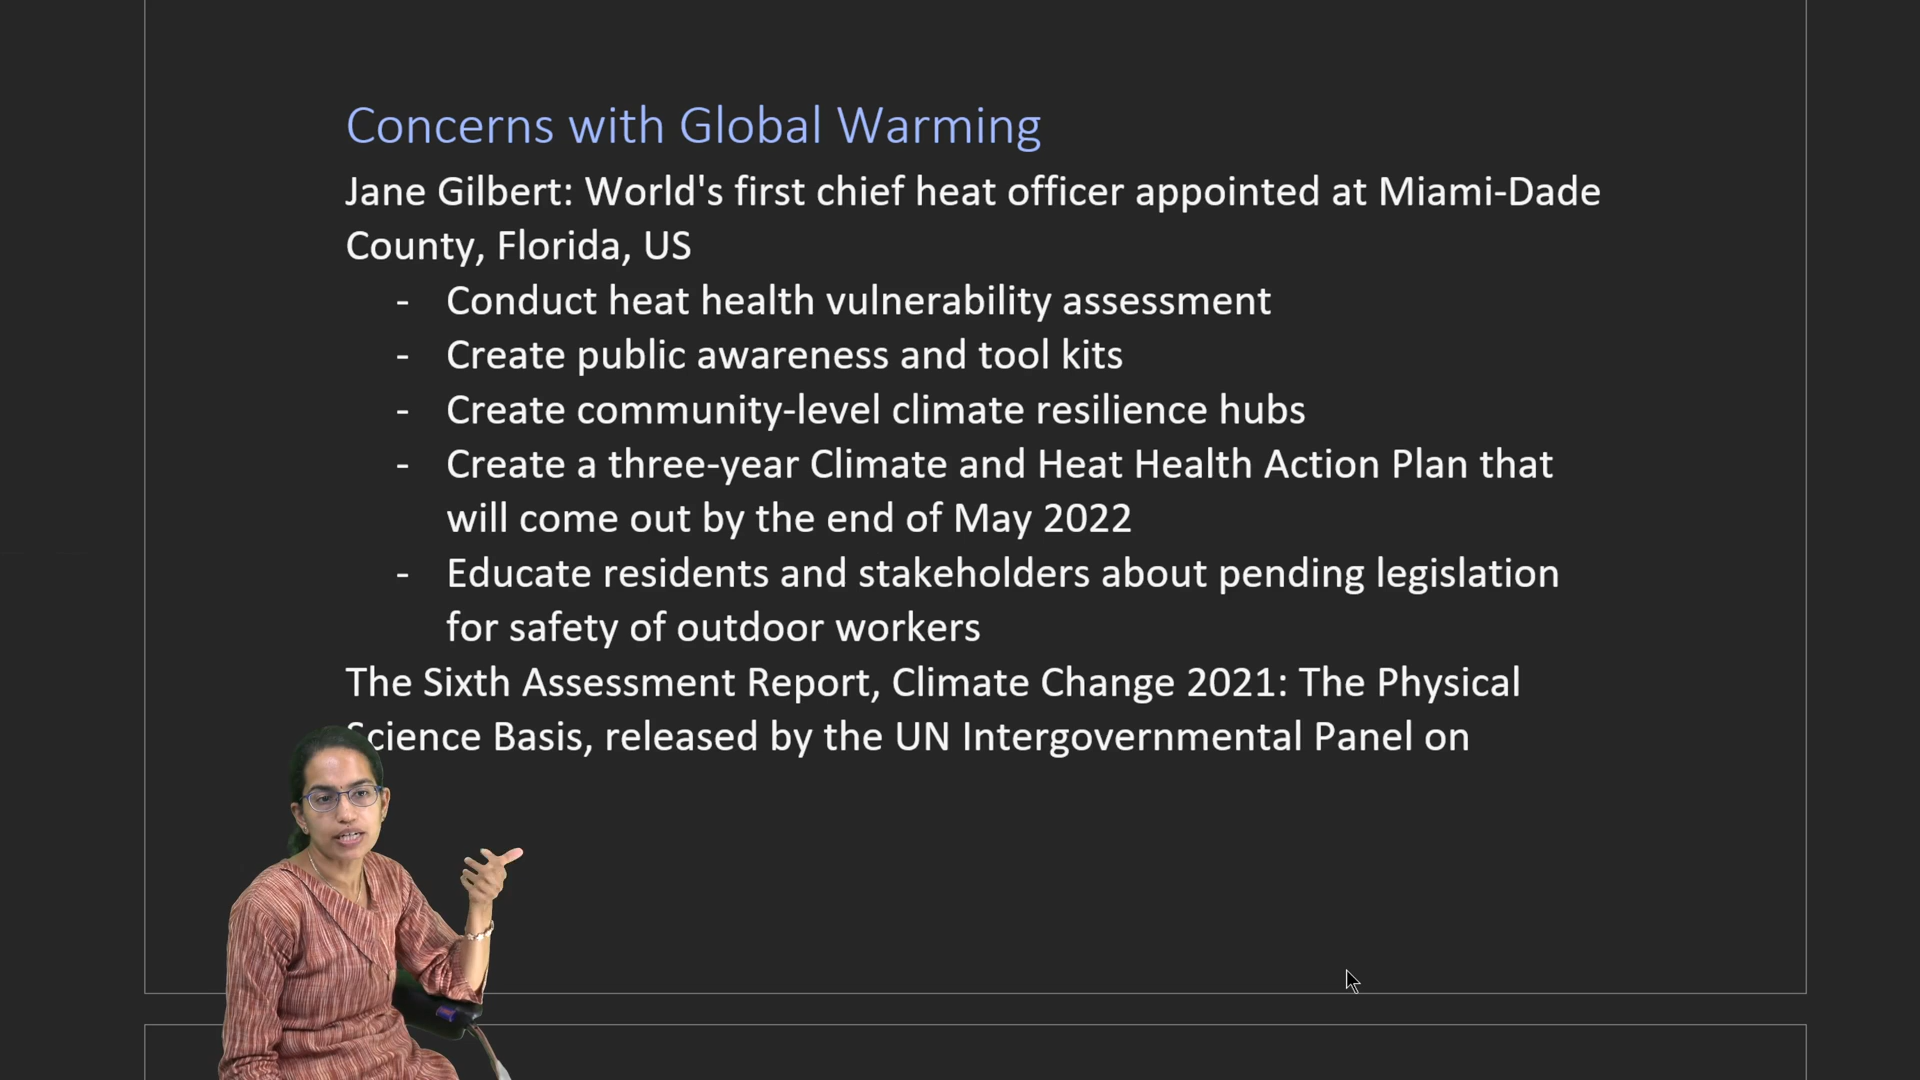 Concerns with Global Warming
Jane Gilbert: World's first chief heat officer appointed at Miami-Dade
County, Florida, US
- Conduct heat health vulnerability assessment
- Create public awareness and tool kits
- Create community-level climate resilience hubs
- Create a three-year Climate and Heat Health Action Plan that
will come out by the end of May 2022
- Educate residents and stakeholders about pending legislation
for safety of outdoor workers
The Sixth Assessment Report, Climate Change 2021: The Physical
Science Basis, released by the UN Intergovernmental Panel on